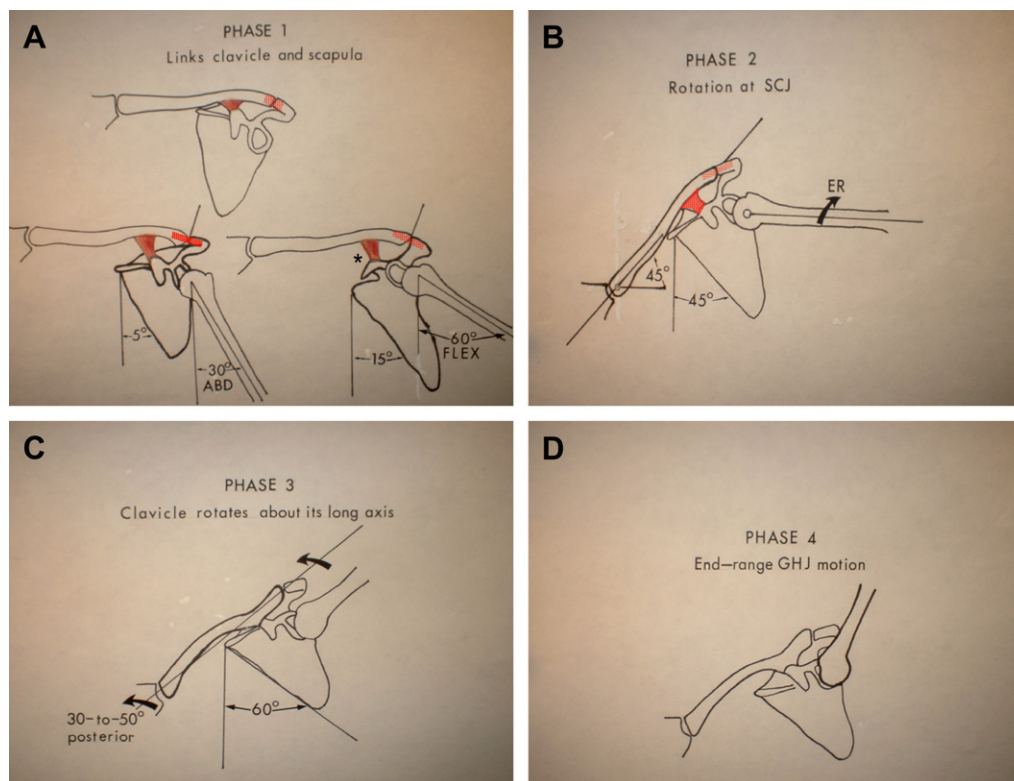 A
PHASE 1
Links clavicle and scapula
*
5°
30°
ABD
15°
60°
FLEX
B
PHASE 2
Rotation at SCJ
ER
45°
45°
C
PHASE 3
Clavicle rotates about its long axis
60°
30-to-50°
posterior
D
PHASE 4
End-range GHJ motion